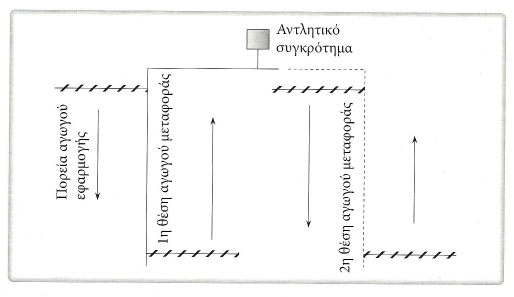 Αντλητικό
συγκρότημα
Πορεία αγωγού
εφαρμογής
1η θέση αγωγού μεταφοράς
2η θέση αγωγού μεταφοράς